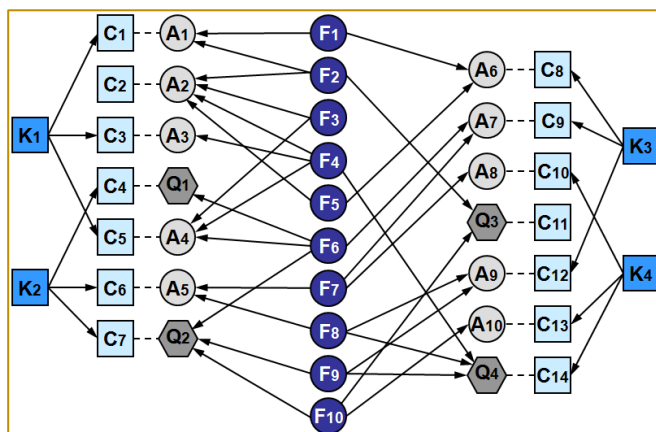 C1 A1 F1
C2 A2 F2 A6 C8
K1 C3 A3 F3 A7 C9 K3
C4 Q1 F4 A8 C10
C5 A4 F5 Q3 C11
K2 C6 A5 F6 A9 C12 K4
C7 Q2 F7 A10 C13
F8 Q4 C14
F9
F10